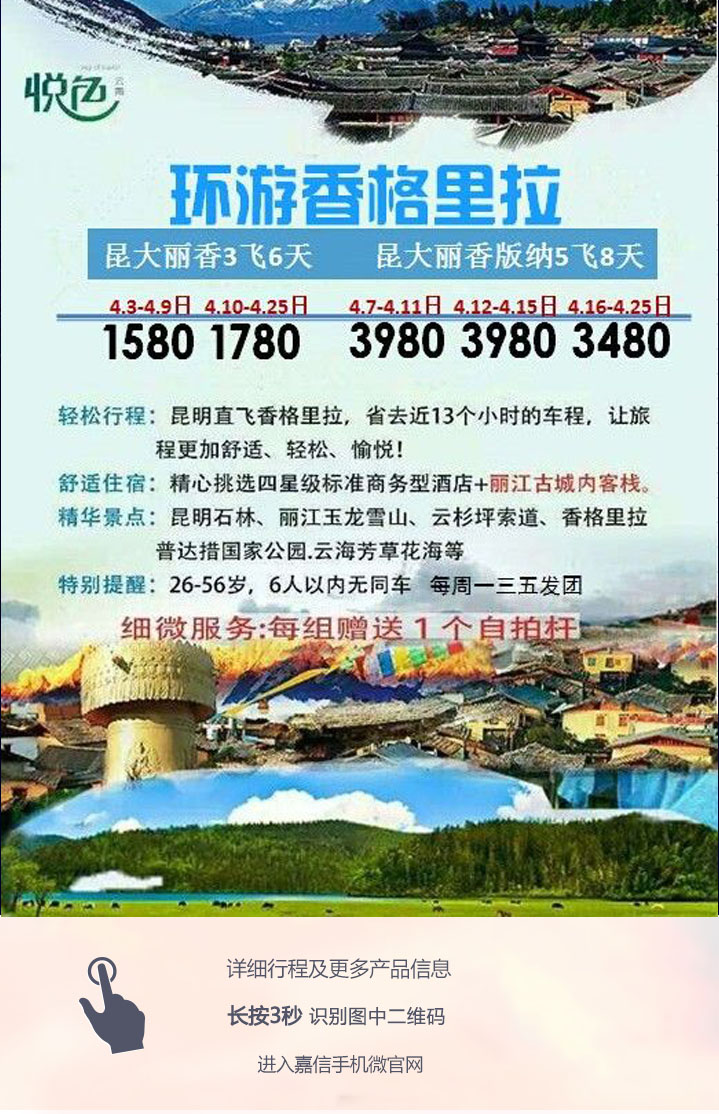 悦色
云南
环游香格里拉
昆大丽香3飞6天 昆大丽香版纳5飞8天
4.3-4.9日 4.10-4.25日 4.7-4.11日 4.12-4.15日 4.16-4.25日
1580 1780 3980 3980 3480
轻松行程：昆明直飞香格里拉，省去近13个小时的车程，让旅
程更加舒适、轻松、愉悦！
舒适住宿：精心挑选四星级标准商务型酒店+丽江古城内客栈。
精华景点：昆明石林、丽江玉龙雪山、云杉坪索道、香格里拉
普达措国家公园.云海芳草花海等
特别提醒：26-56岁，6人以内无同车 每周一三五发团
细微服务:每组赠送1个自拍杆
详细行程及更多产品信息
长按3秒 识别图中二维码
进入嘉信手机微官网